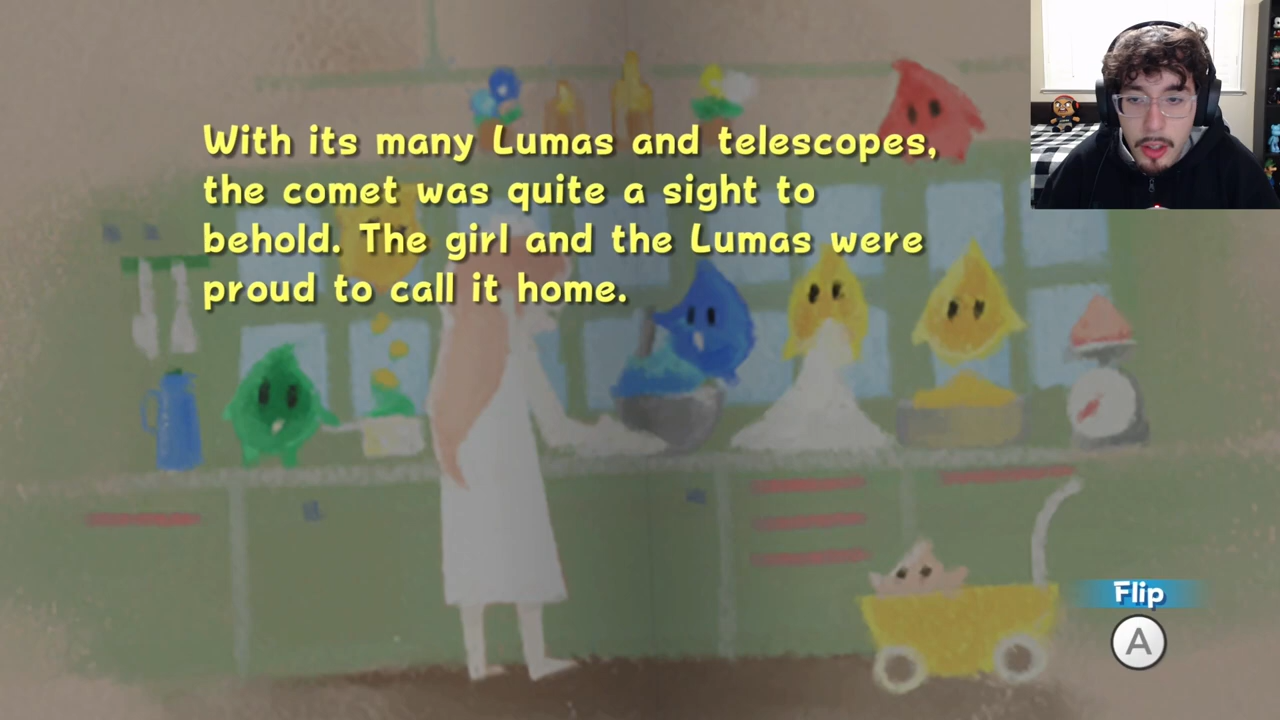 With its many Lumas and telescopes,
the comet was quite a sight to
behold. The girl and the Lumas were
proud to call it home.
Flip
A